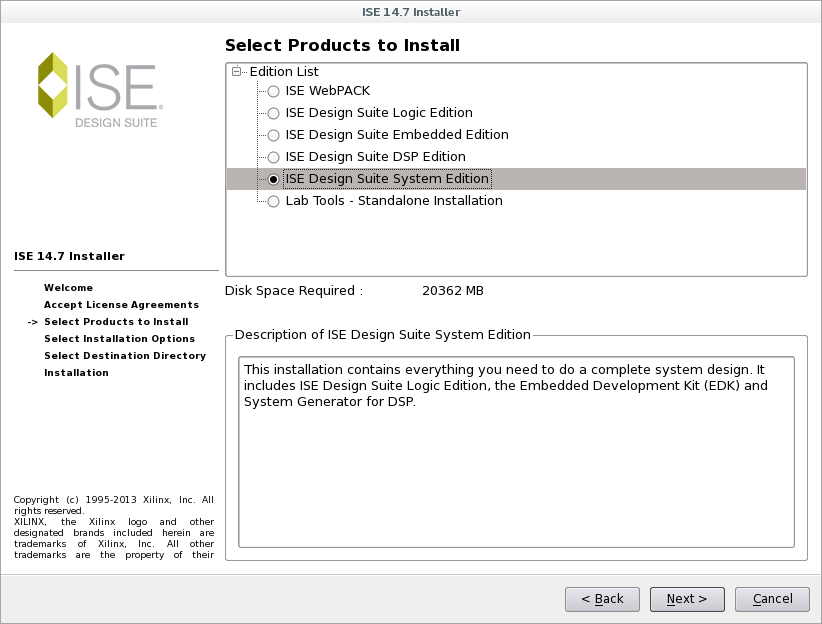 ISE 14.7 Installer
ISE
DESIGN SUITE
ISE 14.7 Installer
Welcome
Accept License Agreements
-> Select Products to Install
Select Installation Options
Select Destination Directory
Installation
Copyright (c) 1995-2013 Xilinx, Inc. All
rights reserved.
XILINX, the Xilinx logo and other
designated brands included herein are
trademarks of Xilinx, Inc. All other
trademarks are the property of their
Select Products to Install
Edition List
ISE WebPACK
ISE Design Suite Logic Edition
ISE Design Suite Embedded Edition
ISE Design Suite DSP Edition
ISE Design Suite System Edition
Lab Tools - Standalone Installation
Disk Space Required : 20362 MB
Description of ISE Design Suite System Edition
This installation contains everything you need to do a complete system design. It
includes ISE Design Suite Logic Edition, the Embedded Development Kit (EDK) and
System Generator for DSP.
< Back Next > Cancel